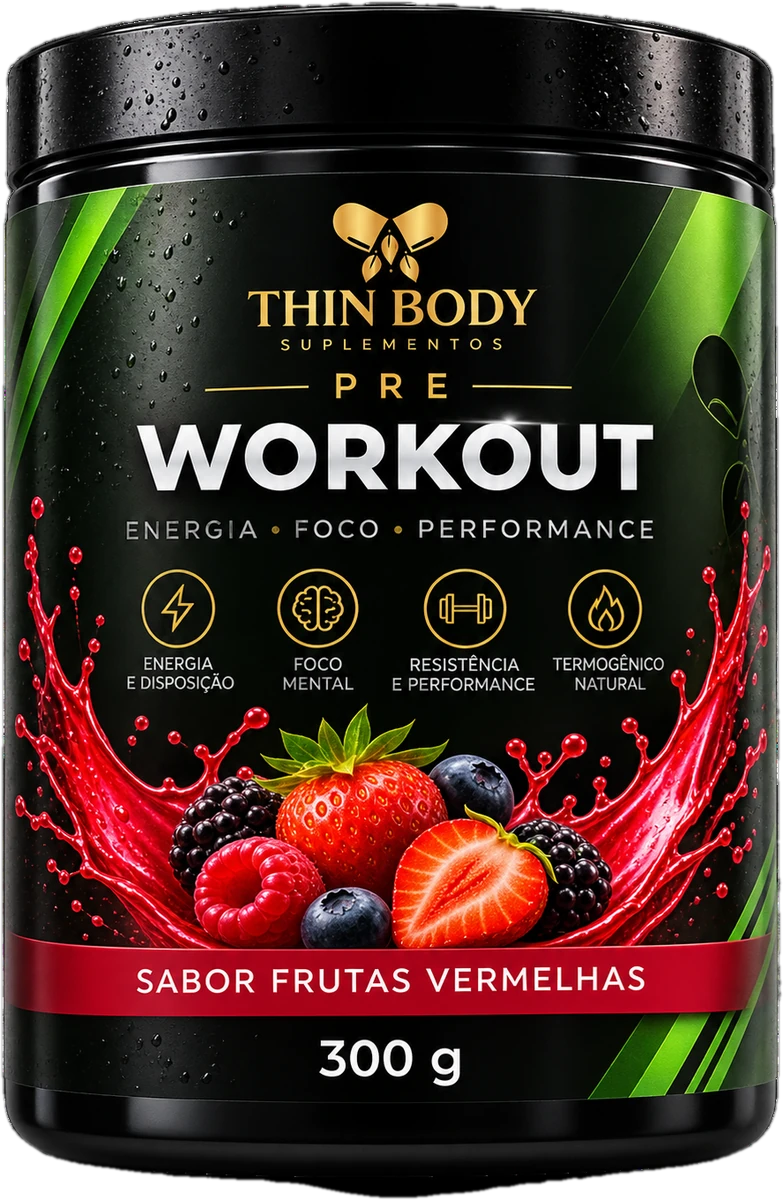 THIN BODY
SUPLEMENTOS
PRE
WORKOUT
ENERGIA • FOCO • PERFORMANCE
ENERGIA
E DISPOSIÇÃO
FOCO
MENTAL
RESISTÊNCIA
E PERFORMANCE
TERMOGÊNICO
NATURAL
SABOR FRUTAS VERMELHAS
300 g